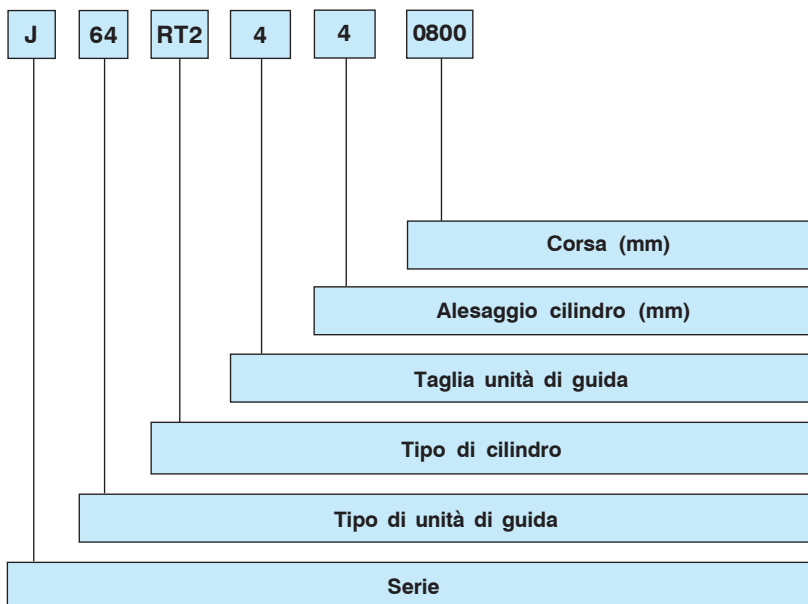 J 64 RT2 4 4 0800
Corsa (mm)
Alesaggio cilindro (mm)
Taglia unità di guida
Tipo di cilindro
Tipo di unità di guida
Serie